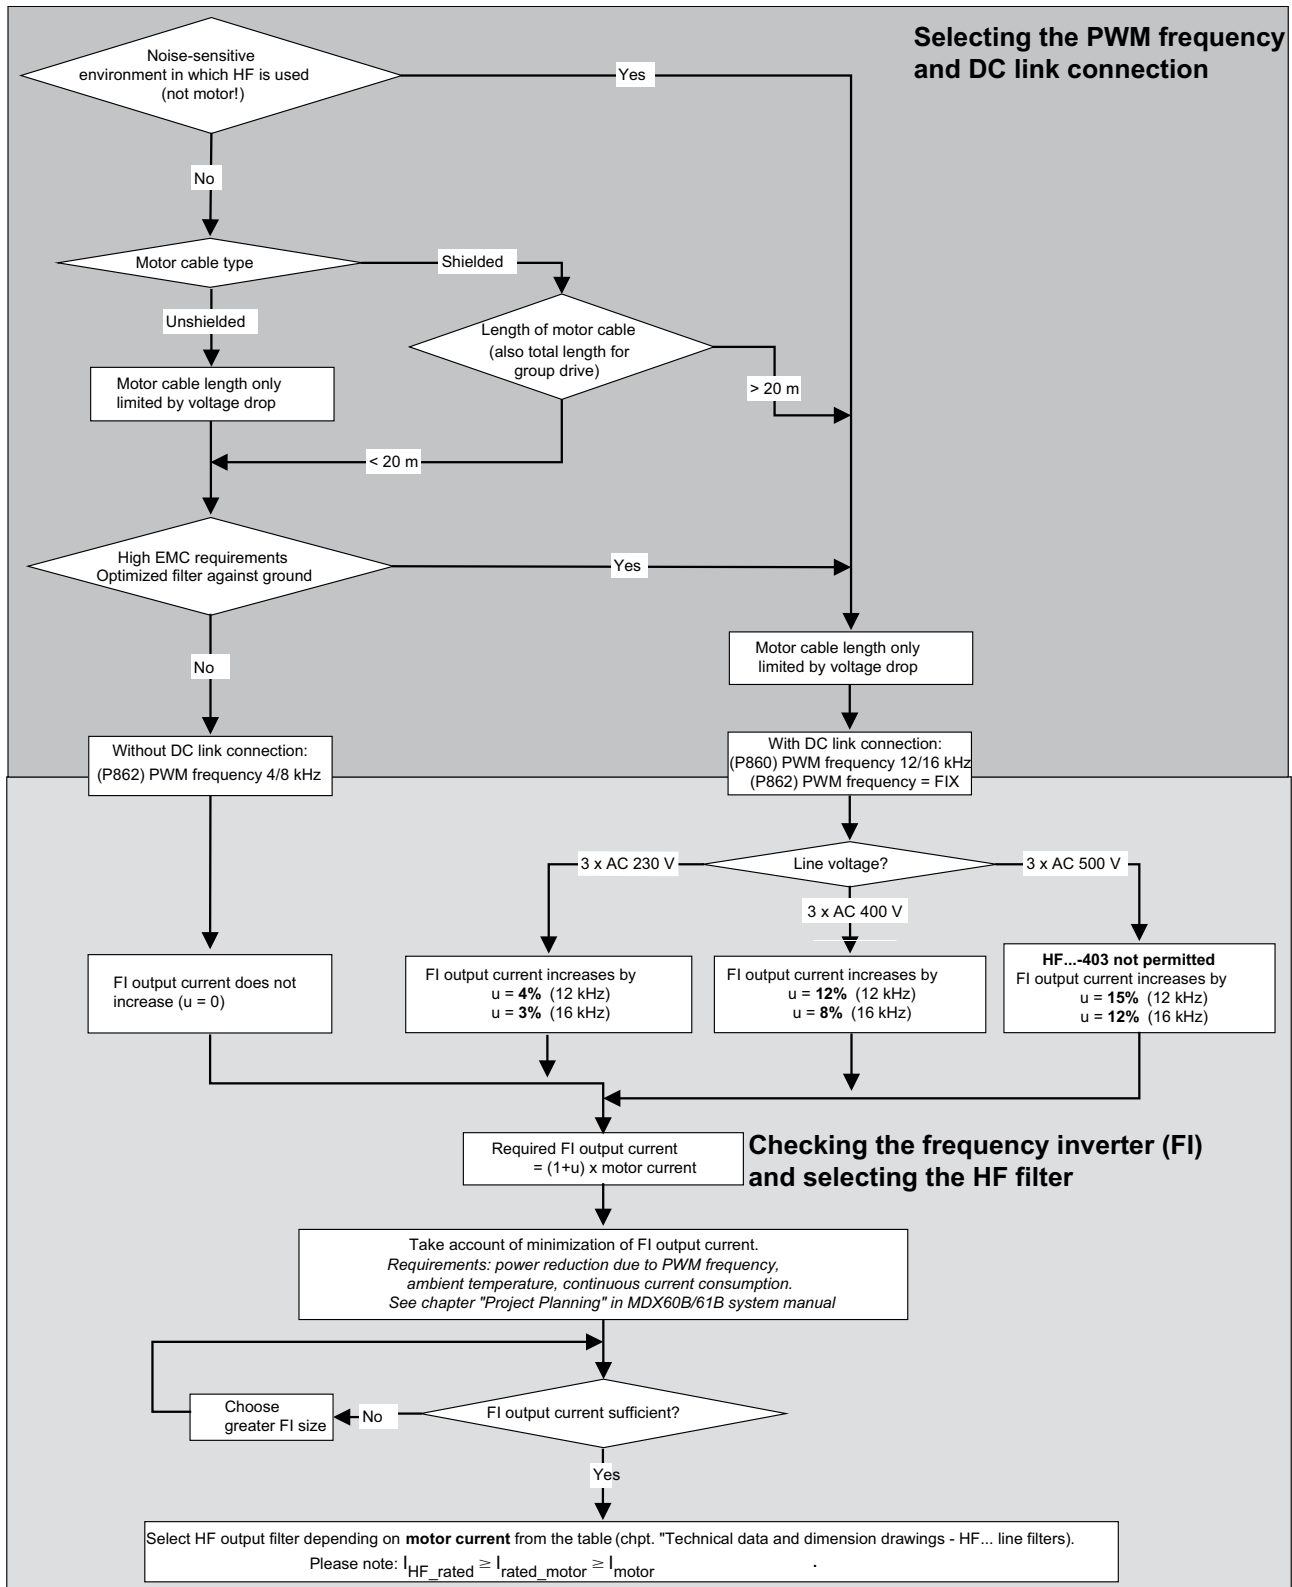 Selecting the PWM frequency
and DC link connection
Noise-sensitive
environment in which HF is used
(not motor!)
Yes
No
Motor cable type
Shielded
Unshielded
Length of motor cable
(also total length for
group drive)
Motor cable length only
limited by voltage drop
> 20 m
< 20 m
High EMC requirements
Optimized filter against ground
Yes
No
Motor cable length only
limited by voltage drop
Without DC link connection:
(P862) PWM frequency 4/8 kHz
With DC link connection:
(P860) PWM frequency 12/16 kHz
(P862) PWM frequency = FIX
3 x AC 230 V
Line voltage?
3 x AC 500 V
3 x AC 400 V
FI output current does not
increase (u = 0)
FI output current increases by
u = 4% (12 kHz)
u = 3% (16 kHz)
FI output current increases by
u = 12% (12 kHz)
u = 8% (16 kHz)
HF...-403 not permitted
FI output current increases by
u = 15% (12 kHz)
u = 12% (16 kHz)
Required FI output current
= (1+u) x motor current
Checking the frequency inverter (FI)
and selecting the HF filter
Take account of minimization of FI output current.
Requirements: power reduction due to PWM frequency,
ambient temperature, continuous current consumption.
See chapter "Project Planning" in MDX60B/61B system manual
Choose
greater FI size
No
FI output current sufficient?
Yes
Select HF output filter depending on motor current from the table (chpt. "Technical data and dimension drawings - HF... line filters).
Please note: I_HF_rated ≥ I_rated_motor ≥ I_motor .